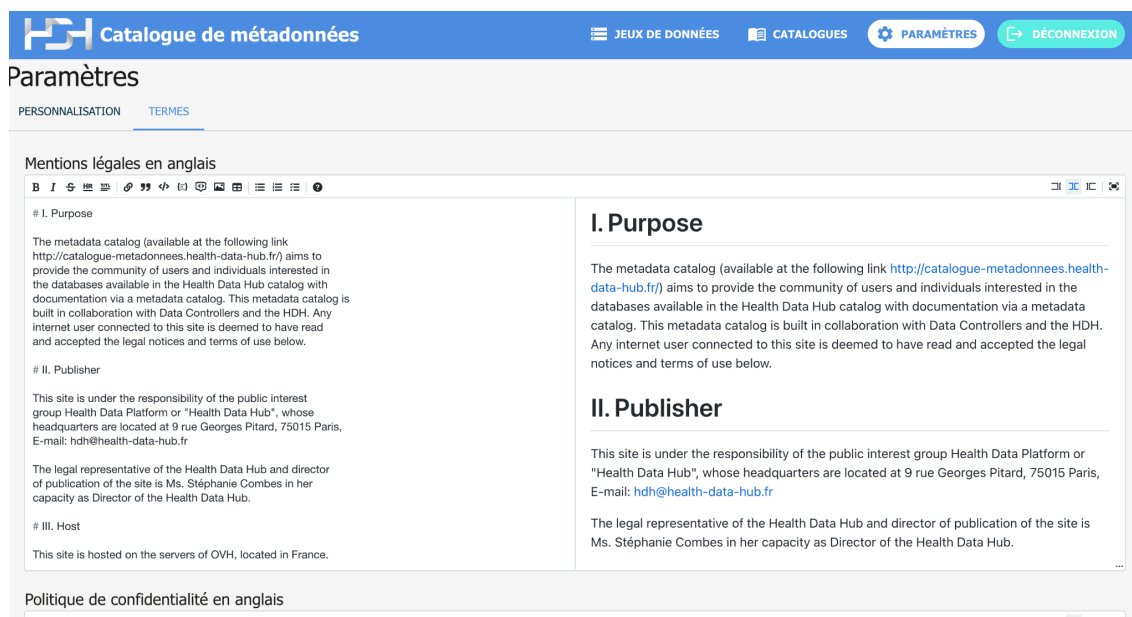 HDH Catalogue de métadonnées
JEUX DE DONNÉES
CATALOGUES
PARAMÈTRES
DÉCONNEXION
Paramètres
PERSONNALISATION
TERMES
Mentions légales en anglais
# I. Purpose
The metadata catalog (available at the following link
http://catalogue-metadonnees.health-data-hub.fr/) aims to
provide the community of users and individuals interested in
the databases available in the Health Data Hub catalog with
documentation via a metadata catalog. This metadata catalog is
built in collaboration with Data Controllers and the HDH. Any
internet user connected to this site is deemed to have read
and accepted the legal notices and terms of use below.
# II. Publisher
This site is under the responsibility of the public interest
group Health Data Platform or "Health Data Hub", whose
headquarters are located at 9 rue Georges Pitard, 75015 Paris,
E-mail: hdh@health-data-hub.fr
The legal representative of the Health Data Hub and director
of publication of the site is Ms. Stéphanie Combes in her
capacity as Director of the Health Data Hub.
# III. Host
This site is hosted on the servers of OVH, located in France.
I. Purpose
The metadata catalog (available at the following link http://catalogue-metadonnees.health-
data-hub.fr/) aims to provide the community of users and individuals interested in the
databases available in the Health Data Hub catalog with documentation via a metadata
catalog. This metadata catalog is built in collaboration with Data Controllers and the HDH.
Any internet user connected to this site is deemed to have read and accepted the legal
notices and terms of use below.
II. Publisher
This site is under the responsibility of the public interest group Health Data Platform or
"Health Data Hub", whose headquarters are located at 9 rue Georges Pitard, 75015 Paris,
E-mail: hdh@health-data-hub.fr
The legal representative of the Health Data Hub and director of publication of the site is
Ms. Stéphanie Combes in her capacity as Director of the Health Data Hub.
Politique de confidentialité en anglais